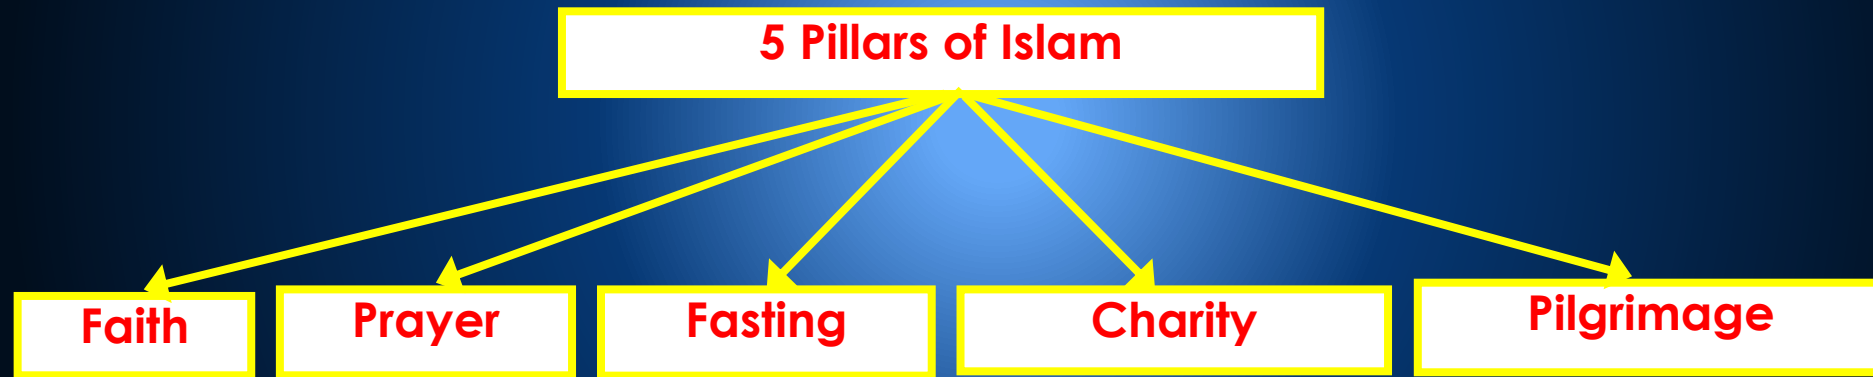 5 Pillars of Islam
Faith
Prayer
Fasting
Charity
Pilgrimage